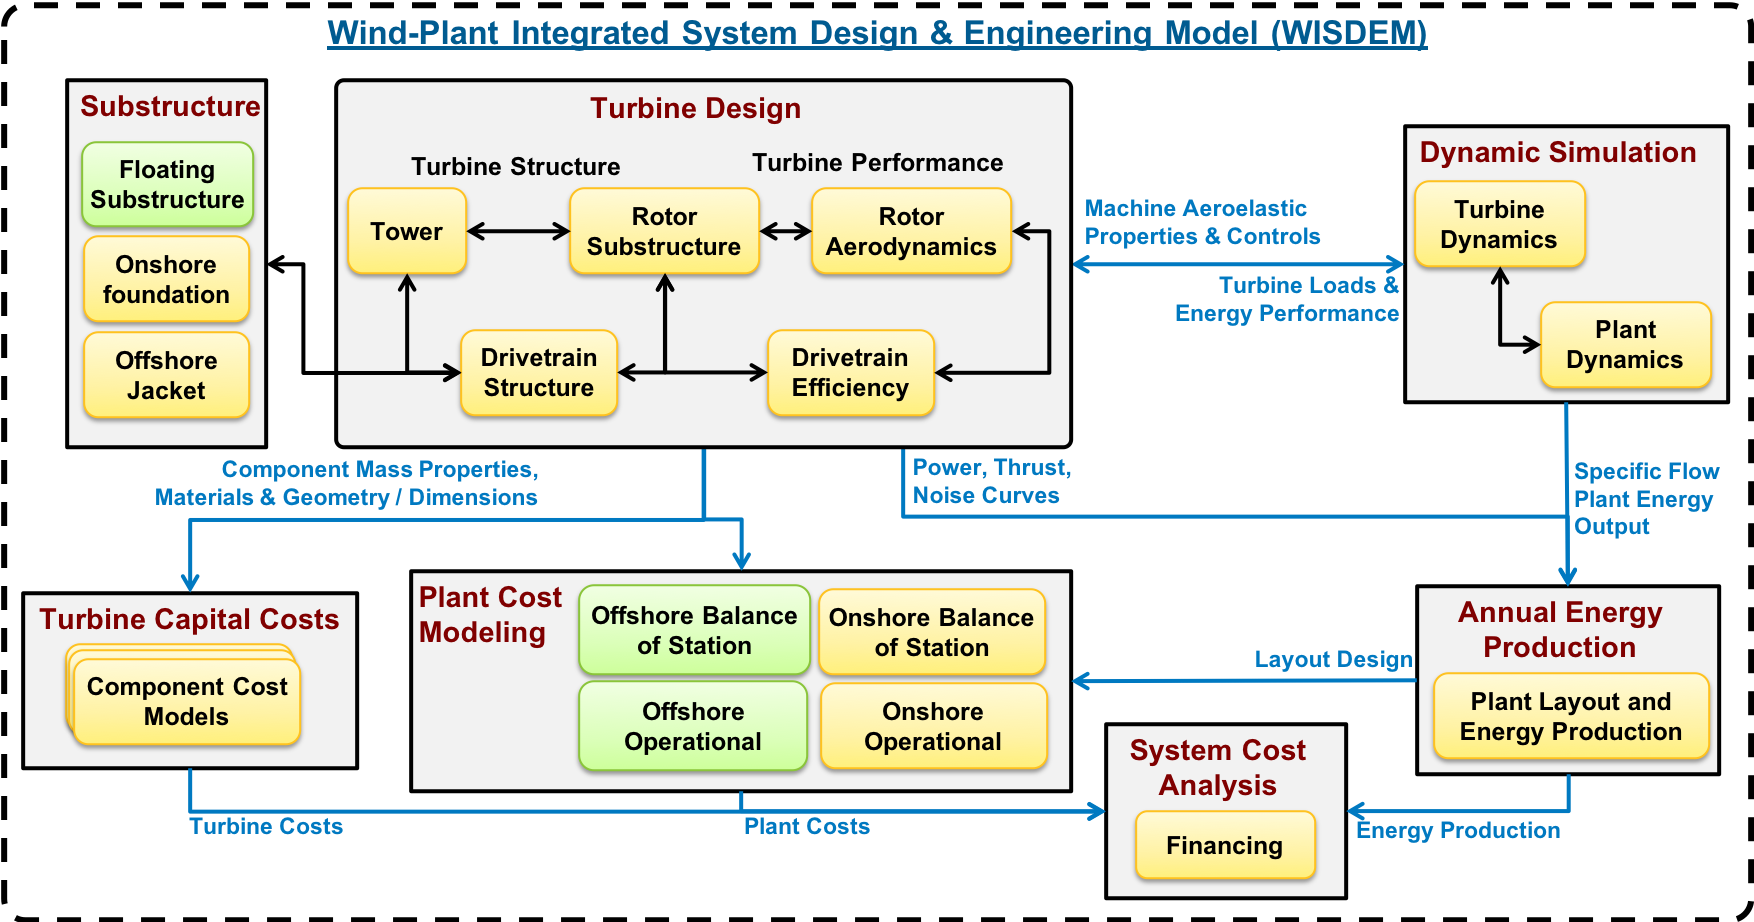 Wind-Plant Integrated System Design & Engineering Model (WISDEM)
Substructure
Floating
Substructure
Onshore
foundation
Offshore
Jacket
Turbine Design
Turbine Structure
Turbine Performance
Tower
Rotor
Substructure
Rotor
Aerodynamics
Drivetrain
Structure
Drivetrain
Efficiency
Machine Aeroelastic
Properties & Controls
Turbine Loads &
Energy Performance
Dynamic Simulation
Turbine
Dynamics
Plant
Dynamics
Component Mass Properties,
Materials & Geometry / Dimensions
Power, Thrust,
Noise Curves
Specific Flow
Plant Energy
Output
Turbine Capital Costs
Component Cost
Models
Plant Cost
Modeling
Offshore Balance
of Station
Onshore Balance
of Station
Offshore
Operational
Onshore
Operational
Layout Design
Annual Energy
Production
Plant Layout and
Energy Production
System Cost
Analysis
Financing
Turbine Costs
Plant Costs
Energy Production